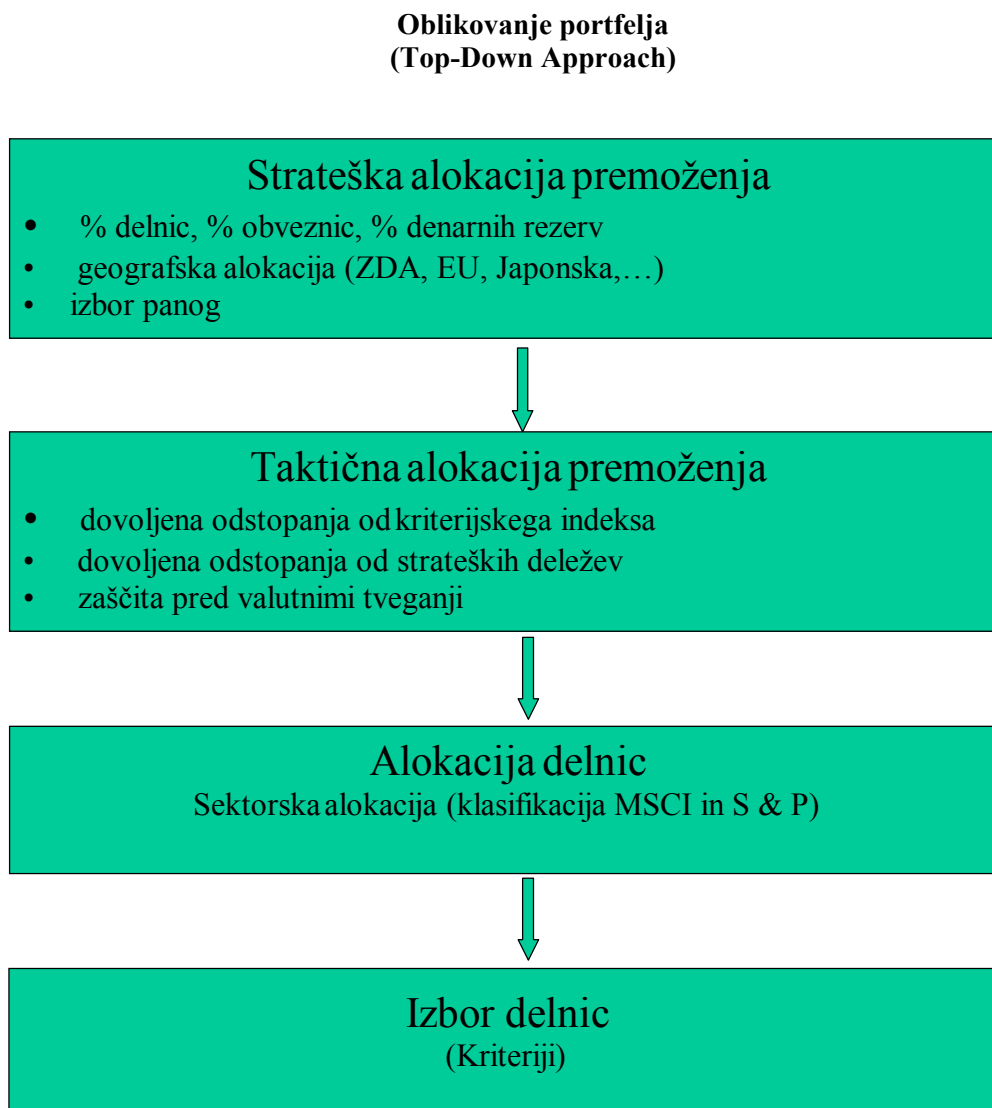 Oblikovanje portfelja
(Top-Down Approach)
Strateška alokacija premoženja
• % delnic, % obveznic, % denarnih rezerv
• geografska alokacija (ZDA, EU, Japonska,…)
• izbor panog
Taktična alokacija premoženja
• dovoljena odstopanja od kriterijskega indeksa
• dovoljena odstopanja od strateških deležev
• zaščita pred valutnimi tveganji
Alokacija delnic
Sektorska alokacija (klasifikacija MSCI in S & P)
Izbor delnic
(Kriteriji)